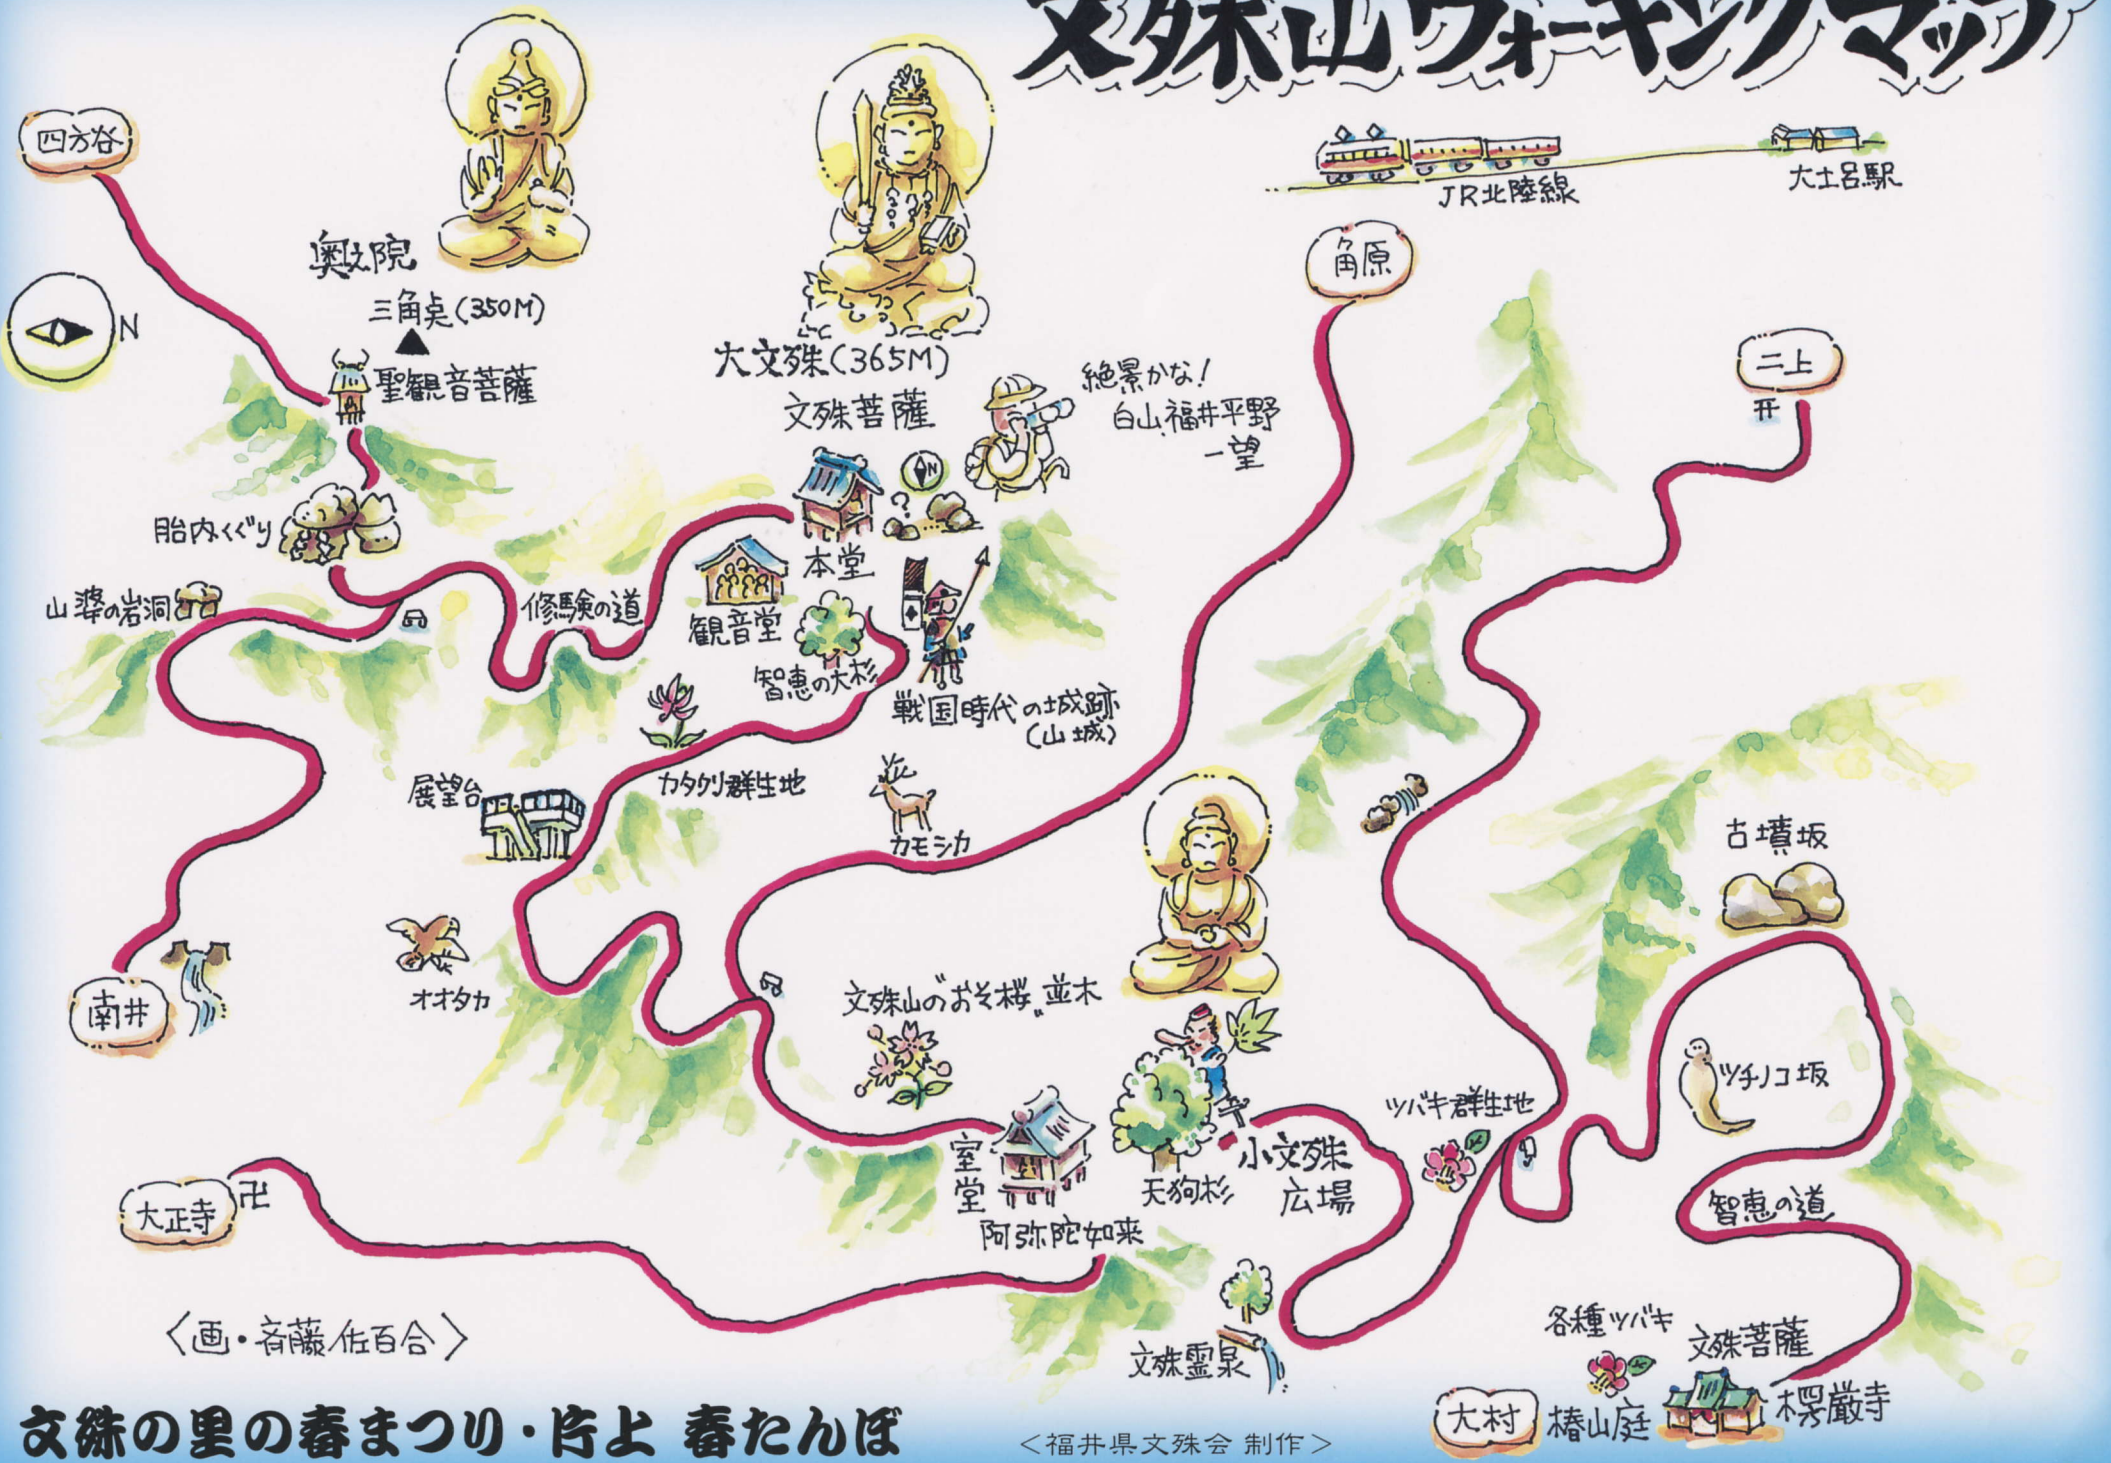 文殊山ウォーキングマップ
四方谷
N
奥之院
三角点(350M)
聖観音菩薩
大文殊(365M)
文殊菩薩
絶景かな!
白山、福井平野
一望
JR北陸線
大土呂駅
角原
二上
胎内くぐり
山婆の岩洞
修験の道
本堂
?
N
観音堂
智恵の大杉
戦国時代の城跡
(山城)
カタクリ群生地
展望台
カモシカ
オオタカ
南井
古墳坂
文殊山の"おそ桜"並木
ツチノコ坂
ツバキ群生地
室堂
阿弥陀如来
天狗杉
小文殊
広場
智恵の道
大正寺
卍
文殊霊泉
各種ツバキ
文殊菩薩
大村
椿山庭
楞厳寺
〈画・斉藤佐百合〉
文殊の里の春まつり・片上 春たんぼ
<福井県文殊会 制作>